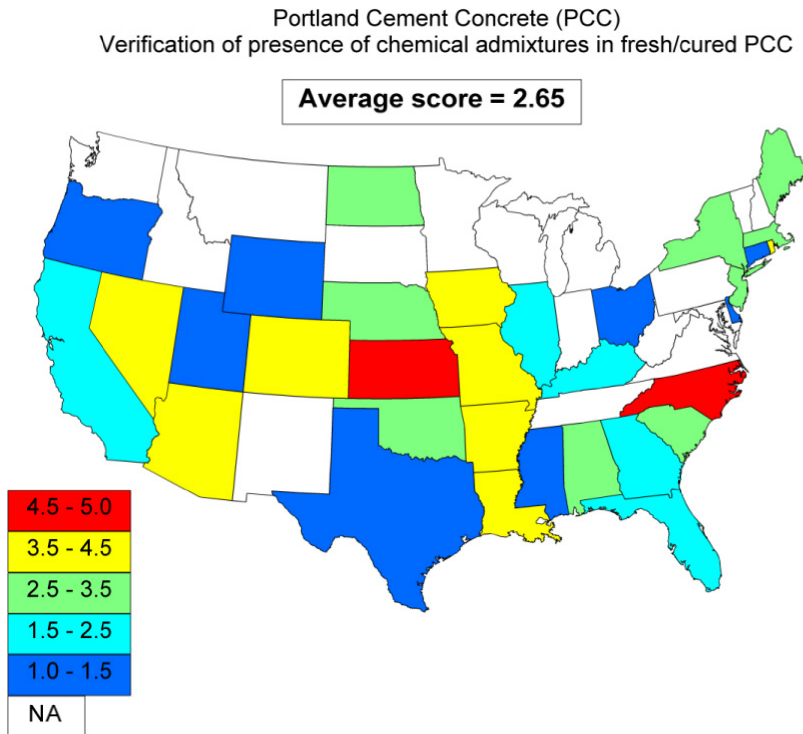 Portland Cement Concrete (PCC)
Verification of presence of chemical admixtures in fresh/cured PCC
Average score = 2.65
4.5 - 5.0
3.5 - 4.5
2.5 - 3.5
1.5 - 2.5
1.0 - 1.5
NA